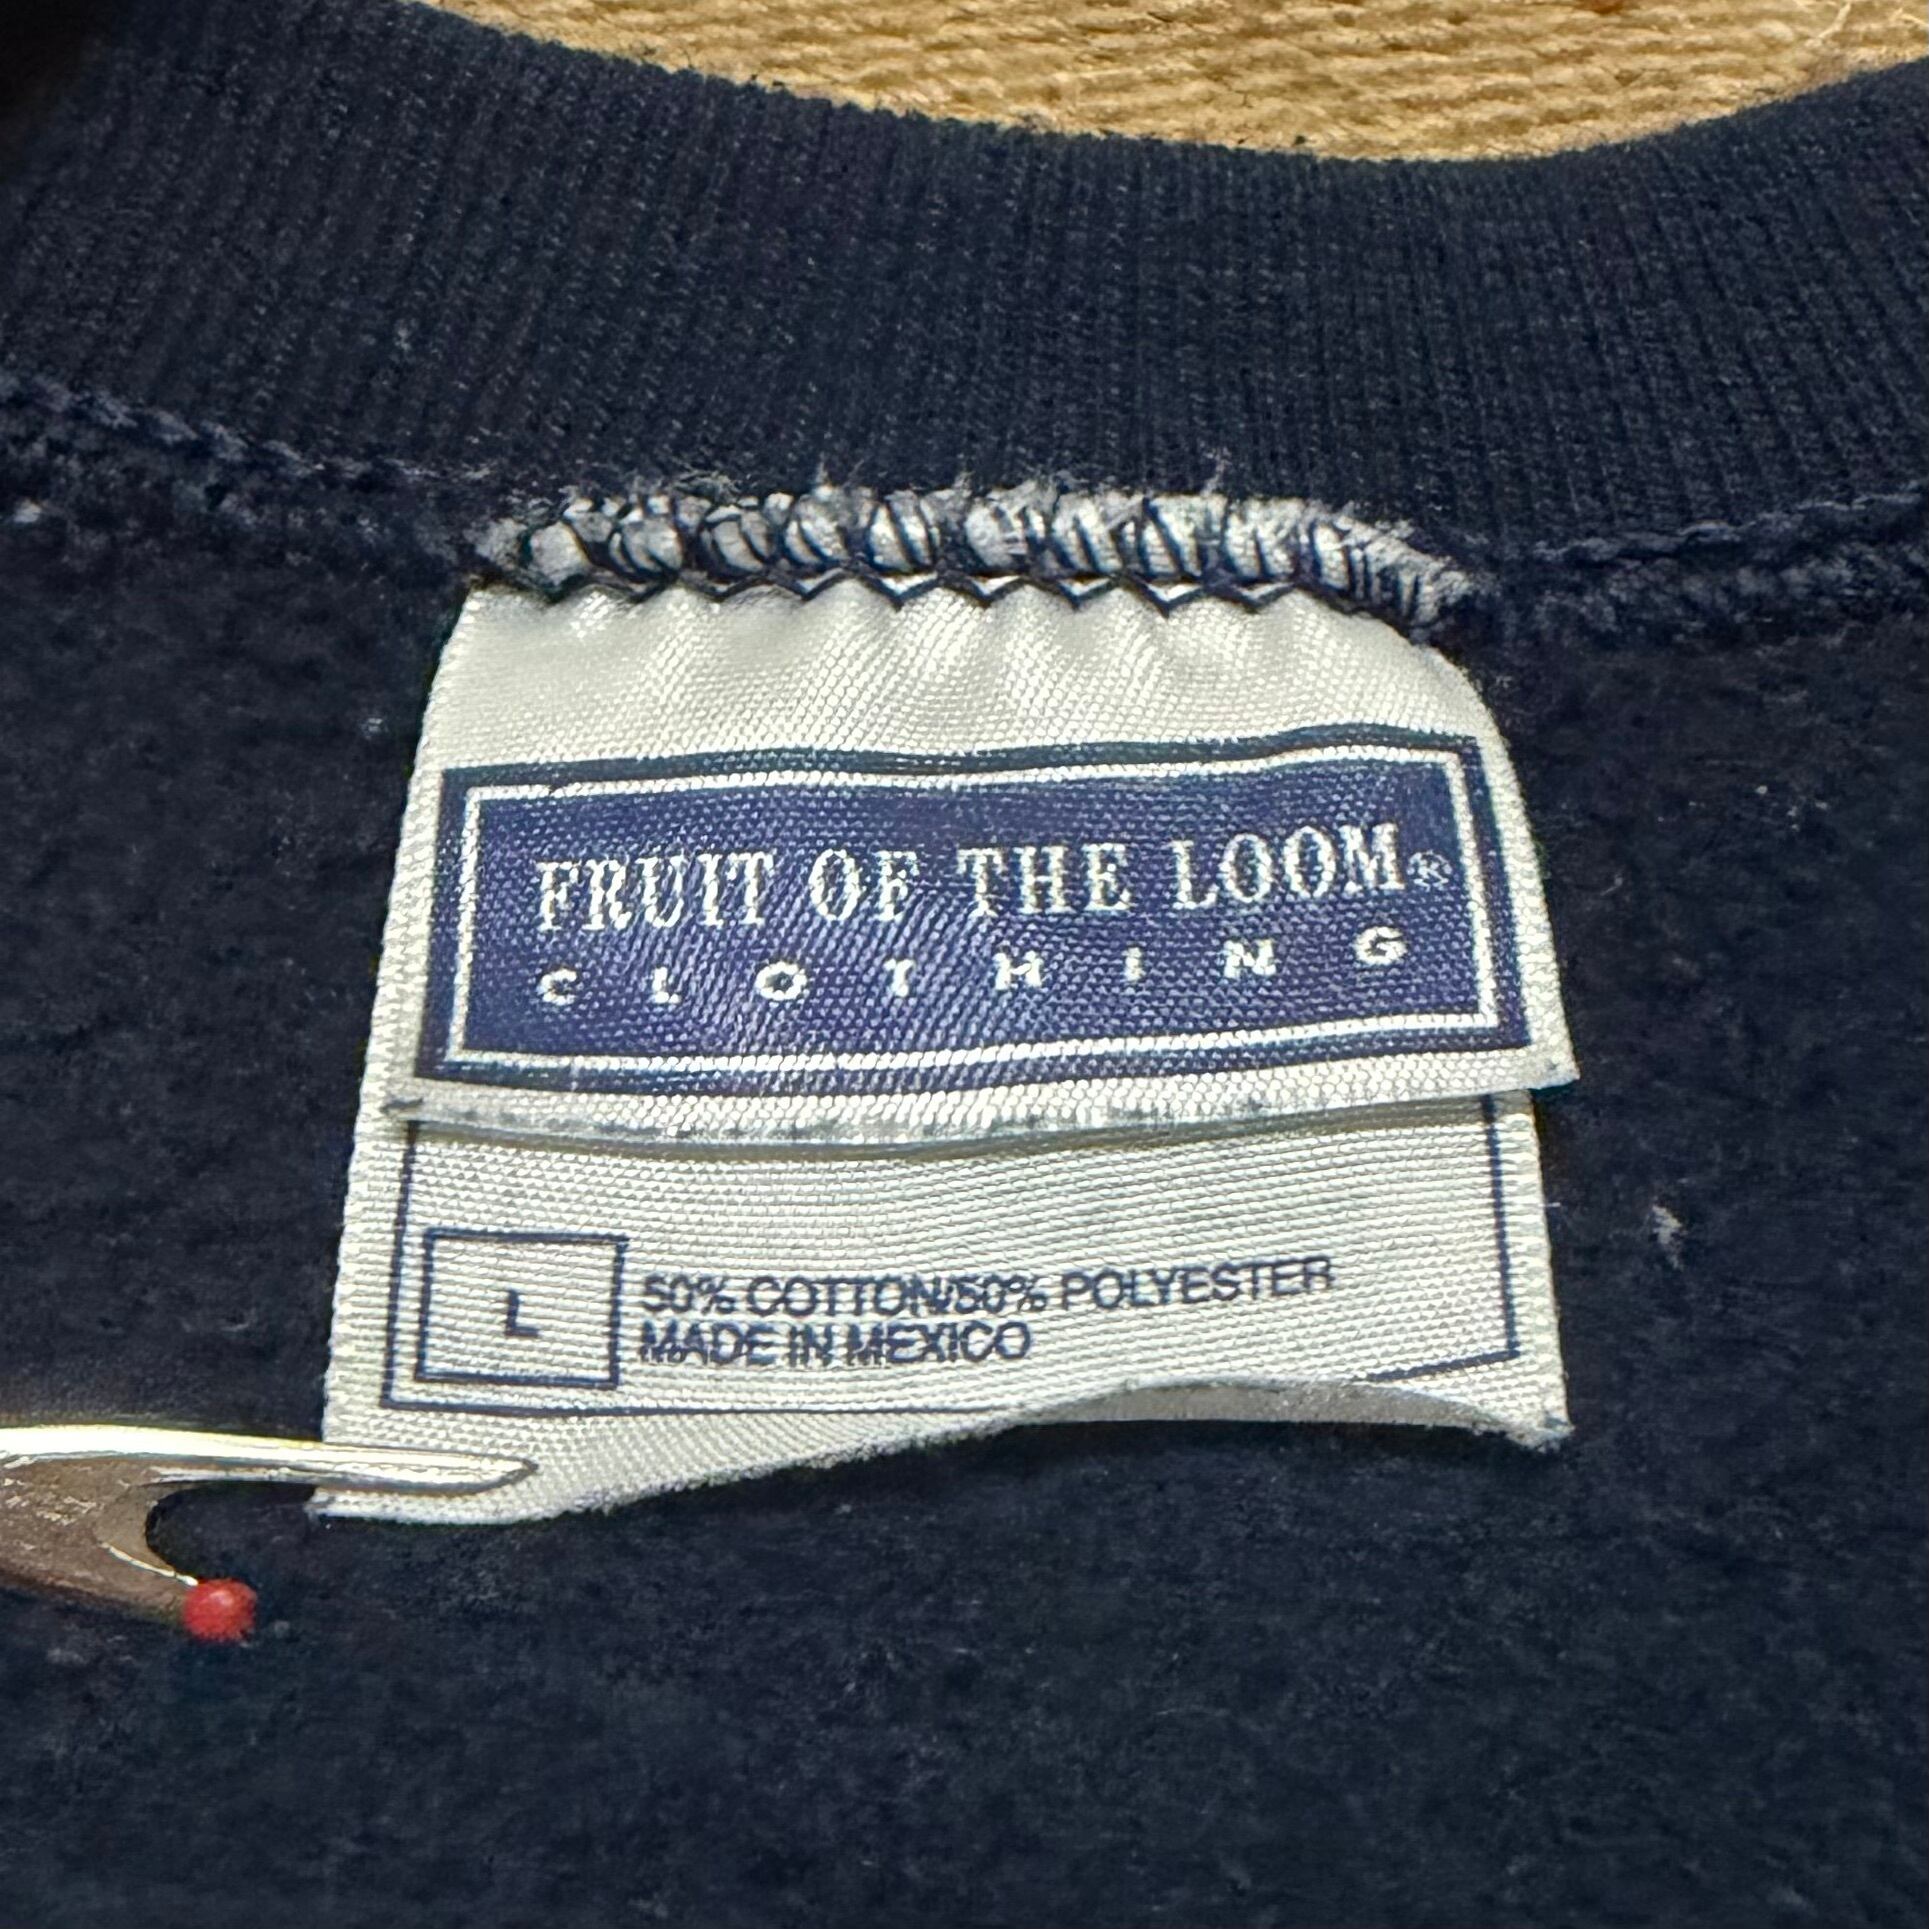 FRUIT OF THE LOOM®
CLOTHING
L
50% COTTON/50% POLYESTER
MADE IN MEXICO